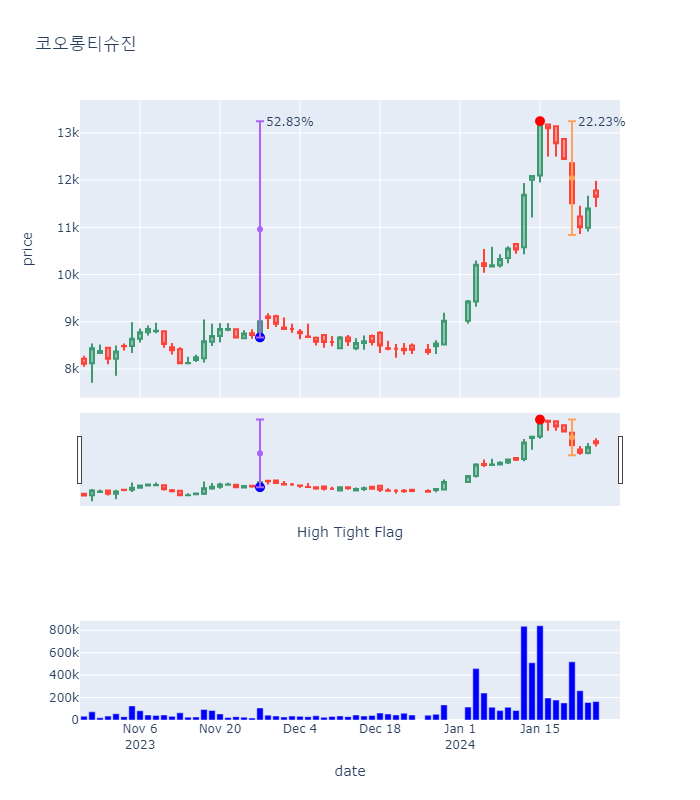 코오롱티슈진
52.83%
22.23%
13k
12k
11k
10k
9k
8k
price
High Tight Flag
800k
600k
400k
200k
0
Nov 6
2023
Nov 20
Dec 4
Dec 18
Jan 1
2024
Jan 15
date